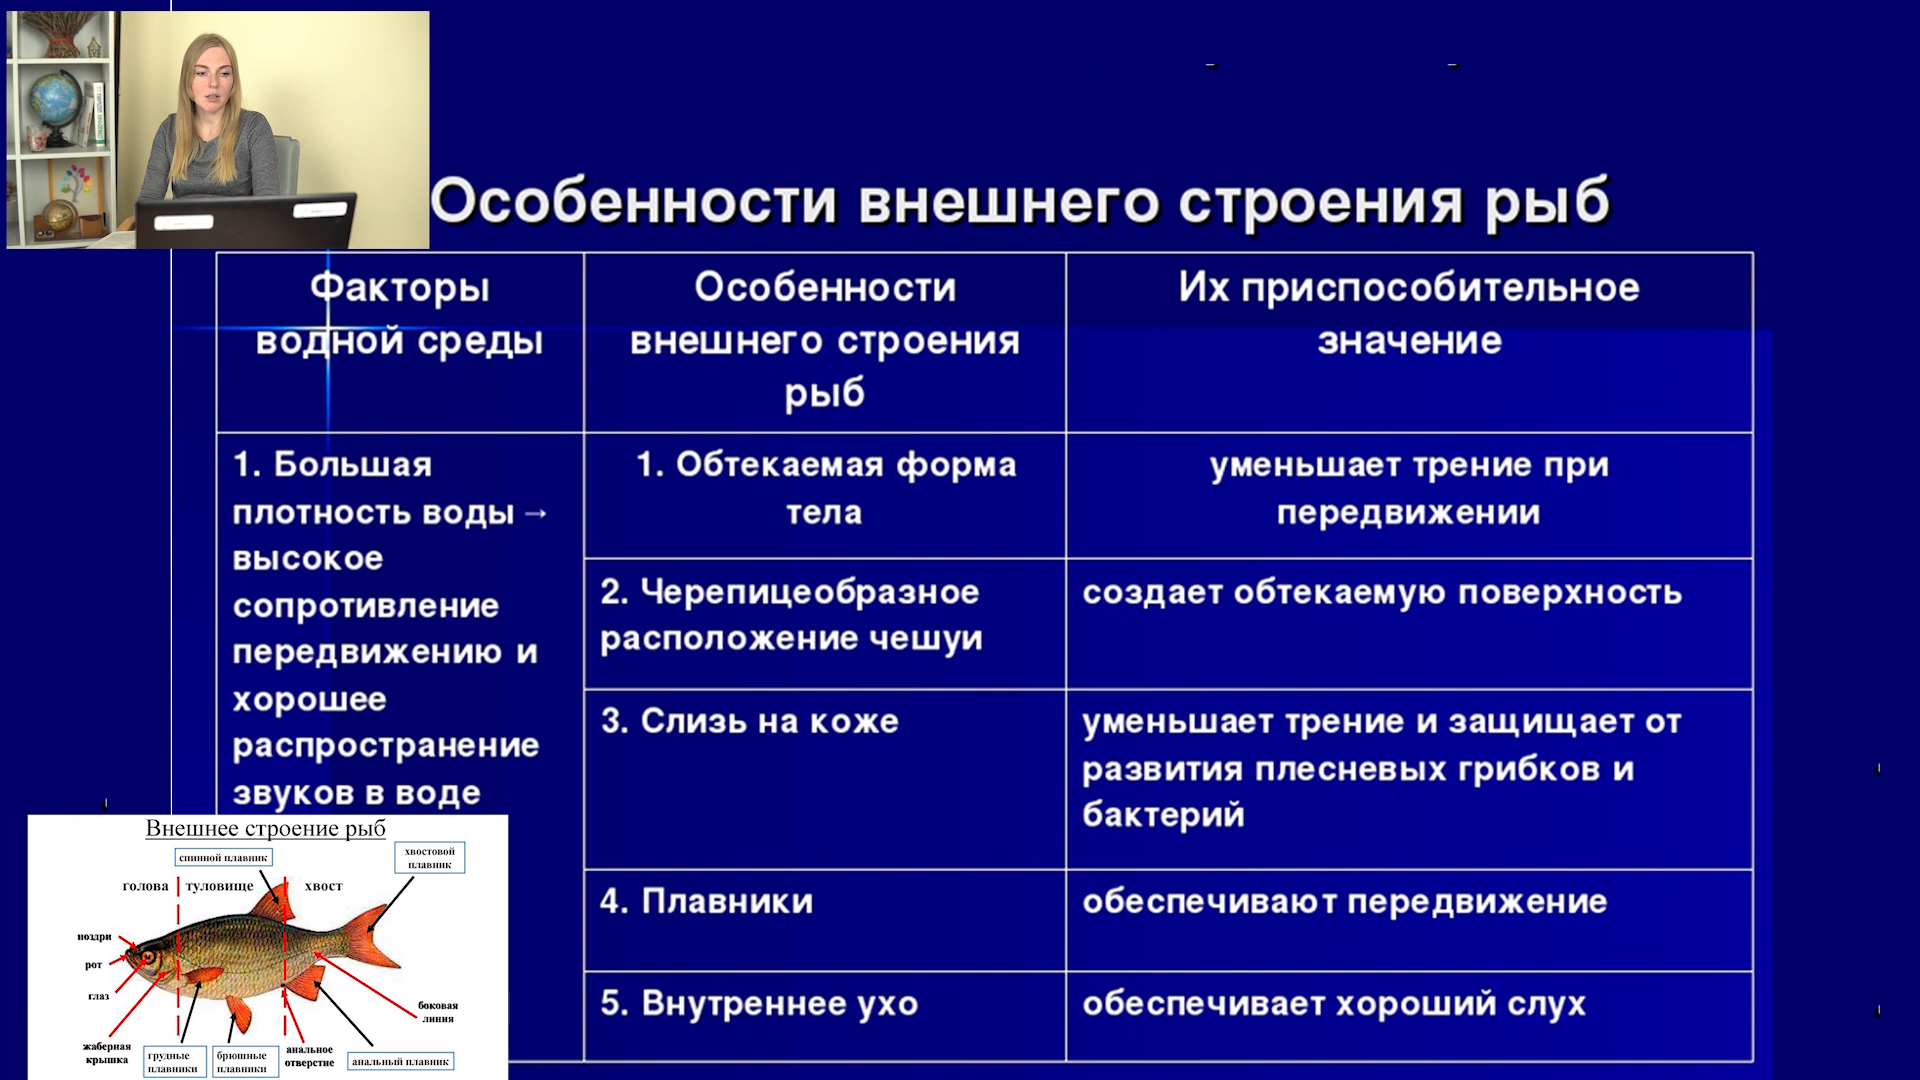 Особенности внешнего строения рыб
Факторы
водной среды
Особенности
внешнего строения
рыб
Их приспособительное
значение
1. Большая
плотность воды →
высокое
сопротивление
передвижению и
хорошее
распространение
звуков в воде
1. Обтекаемая форма
тела
уменьшает трение при
передвижении
2. Черепицеобразное
расположение чешуи
создает обтекаемую поверхность
3. Слизь на коже
уменьшает трение и защищает от
развития плесневых грибков и
бактерий
4. Плавники
обеспечивают передвижение
5. Внутреннее ухо
обеспечивает хороший слух
Внешнее строение рыб
спинной плавник
хвостовой
плавник
голова
туловище
хвост
ноздри
рот
глаз
жаберная
крышка
грудные
плавники
брюшные
плавники
анальное
отверстие
анальный плавник
боковая
линия